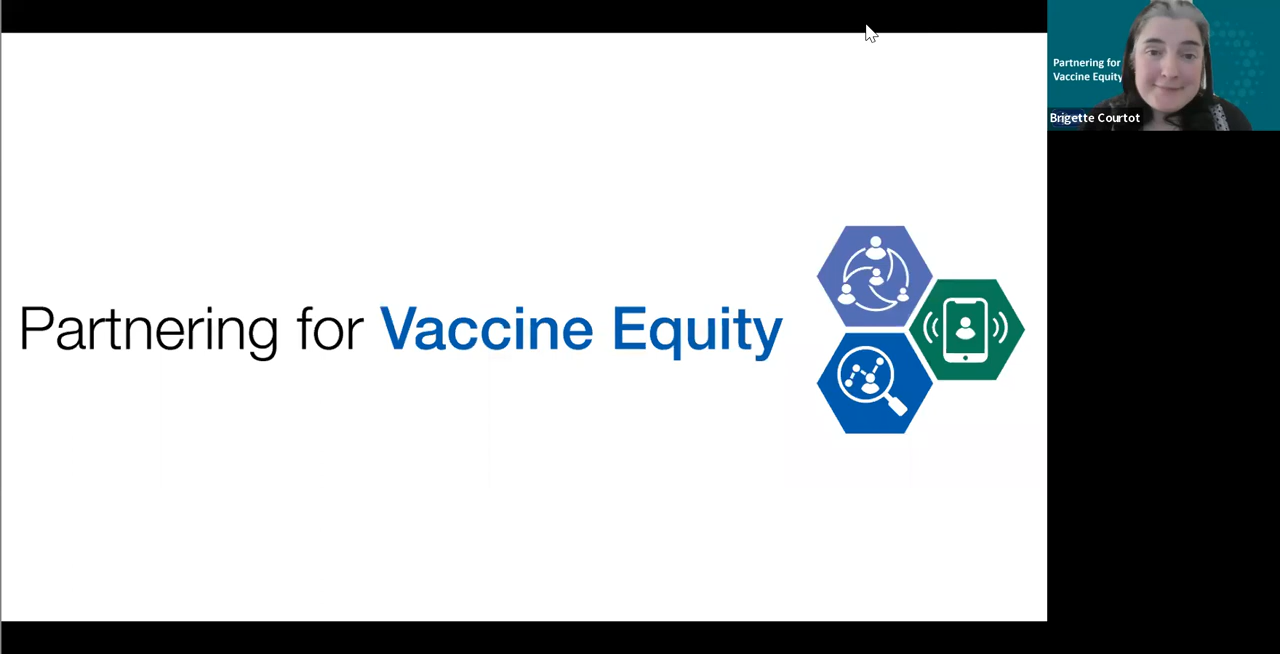 Partnering for Vaccine Equity
Partnering for
Vaccine Equity
Brigette Courtot